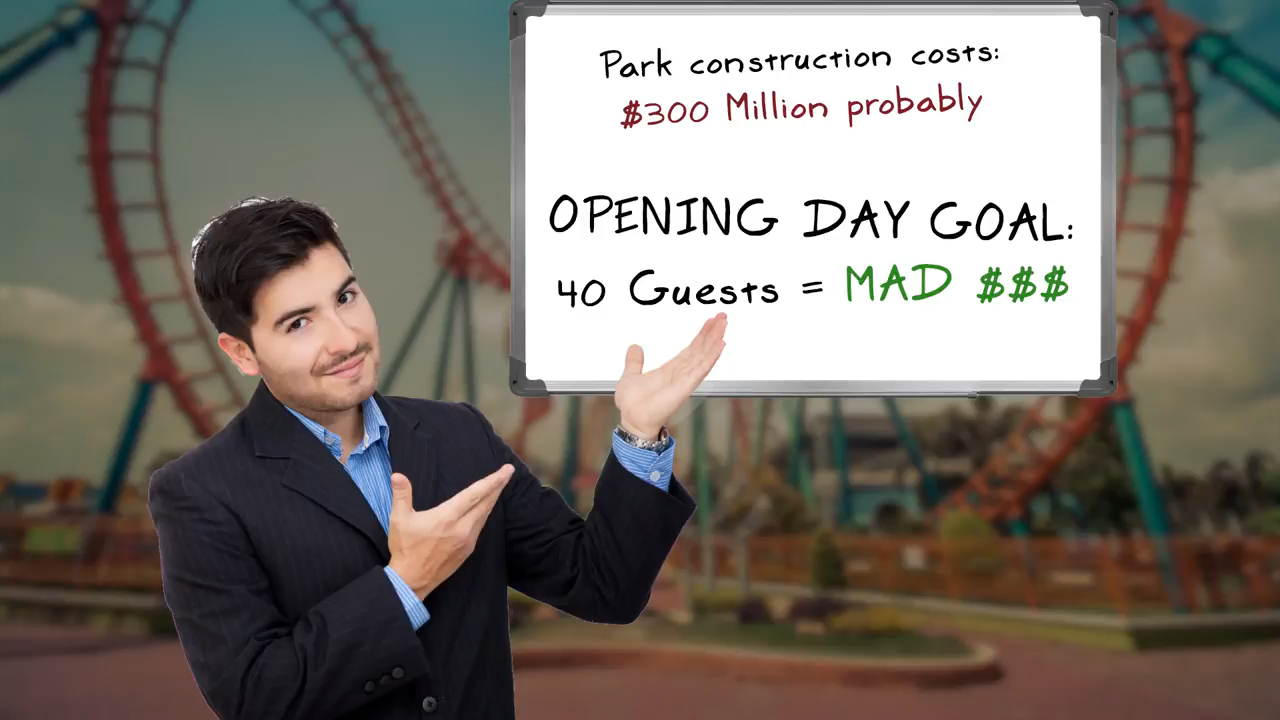 Park construction costs:
$300 Million probably
OPENING DAY GOAL:
40 Guests = MAD $$$